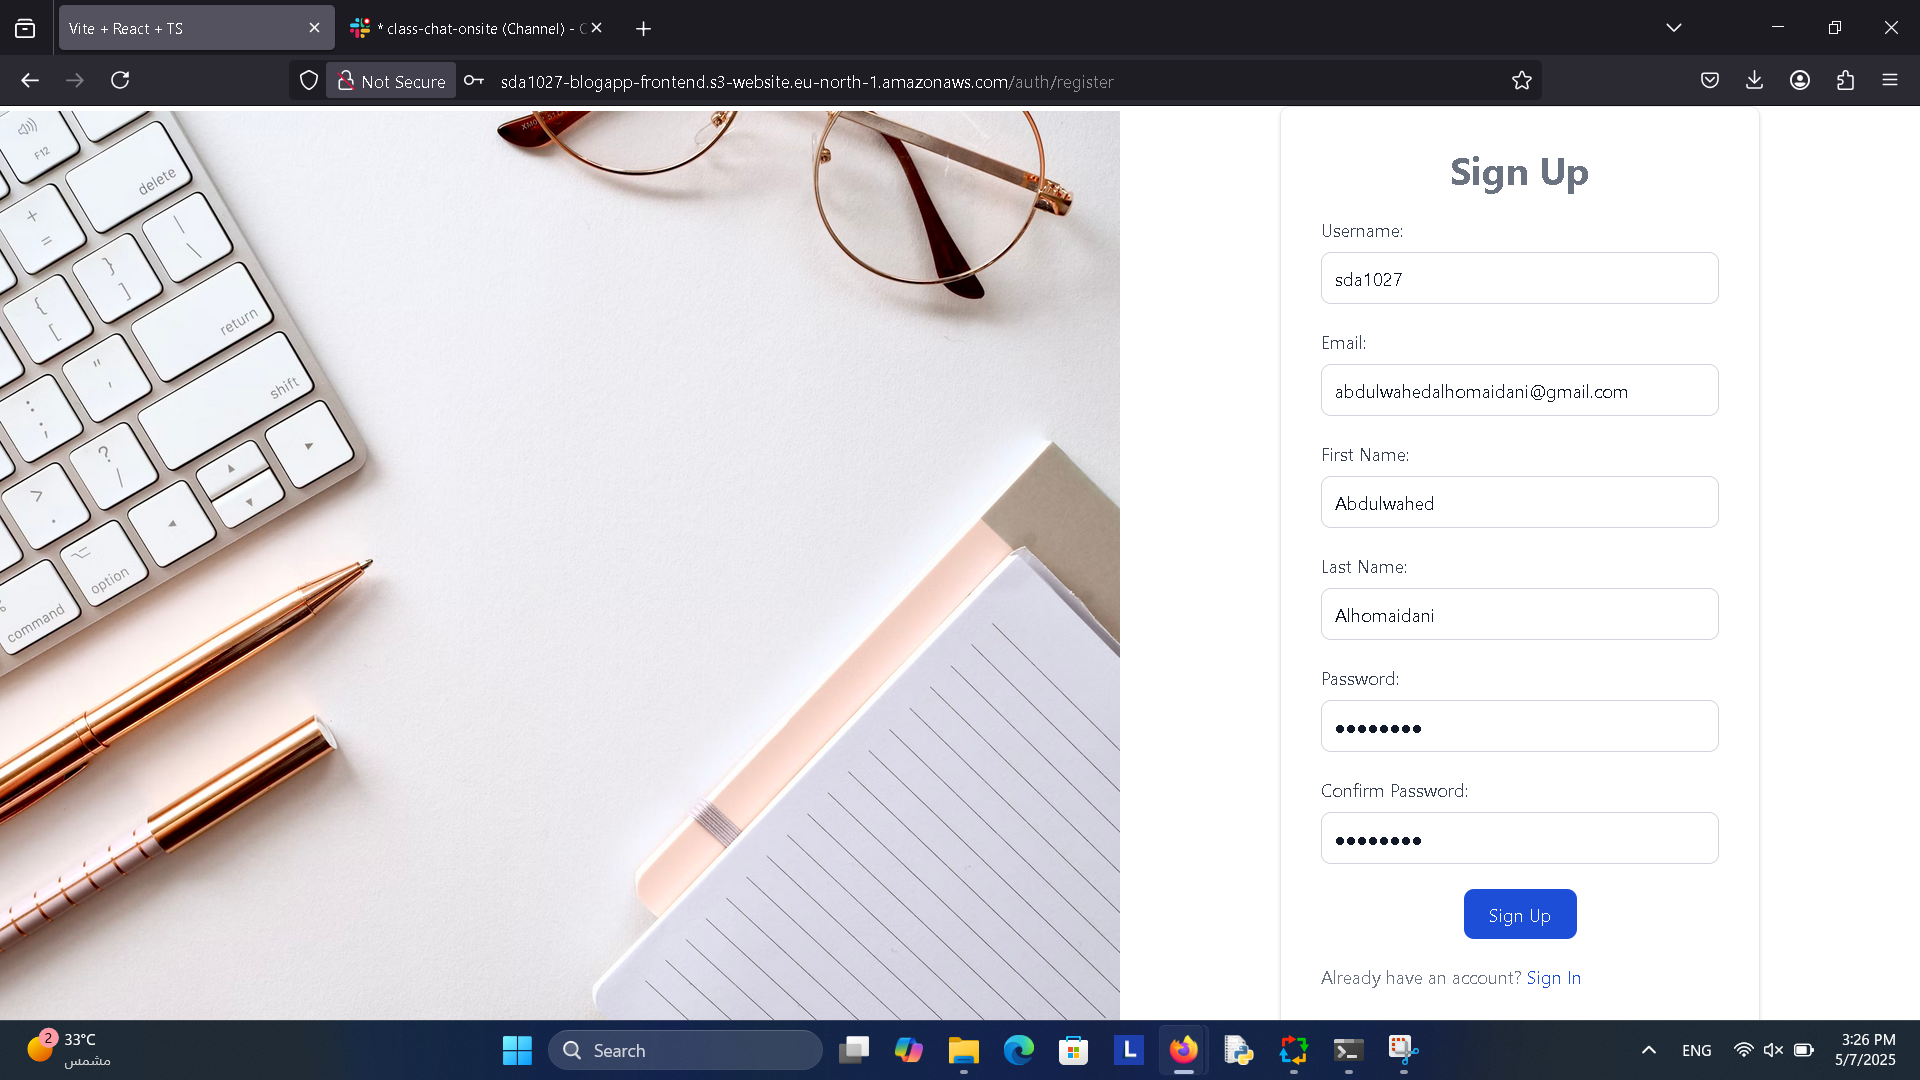 Vite + React + TS
* class-chat-onsite (Channel) - C
Not Secure
sda1027-blogapp-frontend.s3-website.eu-north-1.amazonaws.com/auth/register
F12
delete
+
=
|
\
}
]
{
[
return
"
'
:
;
shift
?
/
>
.
option
command
XM0
Sign Up
Username:
sda1027
Email:
abdulwahedalhomaidani@gmail.com
First Name:
Abdulwahed
Last Name:
Alhomaidani
Password:
●●●●●●●●
Confirm Password:
●●●●●●●●
Sign Up
Already have an account? Sign In
2
33°C
مشمس
Search
L
ENG
3:26 PM
5/7/2025